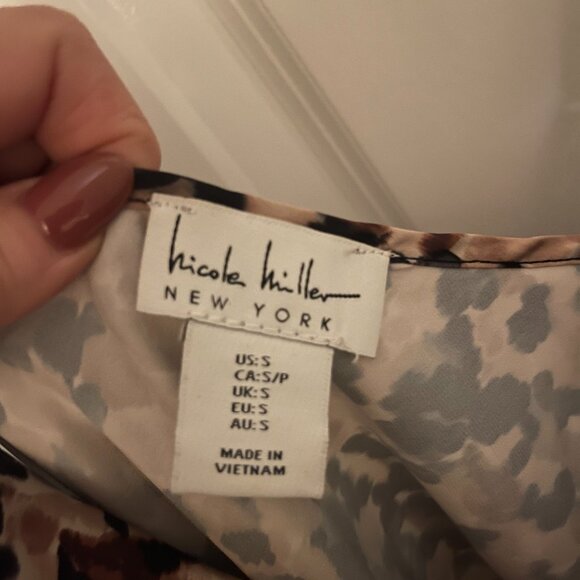 Nicole Miller
NEW YORK
US: S
CA: S/P
UK: S
EU: S
AU: S
MADE IN
VIETNAM